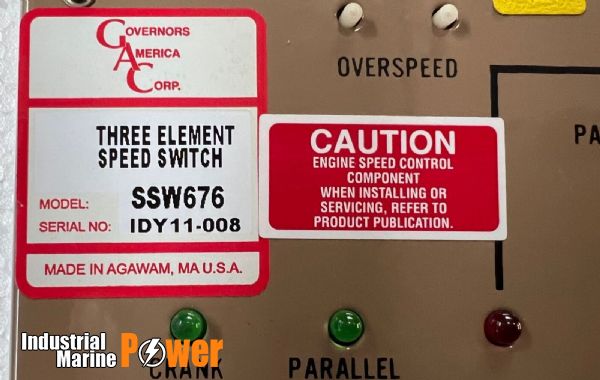 GOVERNORS
AMERICA
CORP.
THREE ELEMENT
SPEED SWITCH
MODEL: SSW676
SERIAL NO: IDY11-008
MADE IN AGAWAM, MA U.S.A.
CAUTION
ENGINE SPEED CONTROL
COMPONENT
WHEN INSTALLING OR
SERVICING, REFER TO
PRODUCT PUBLICATION.
OVERSPEED
PA
CRANK
PARALLEL
Industrial
Marine
Power